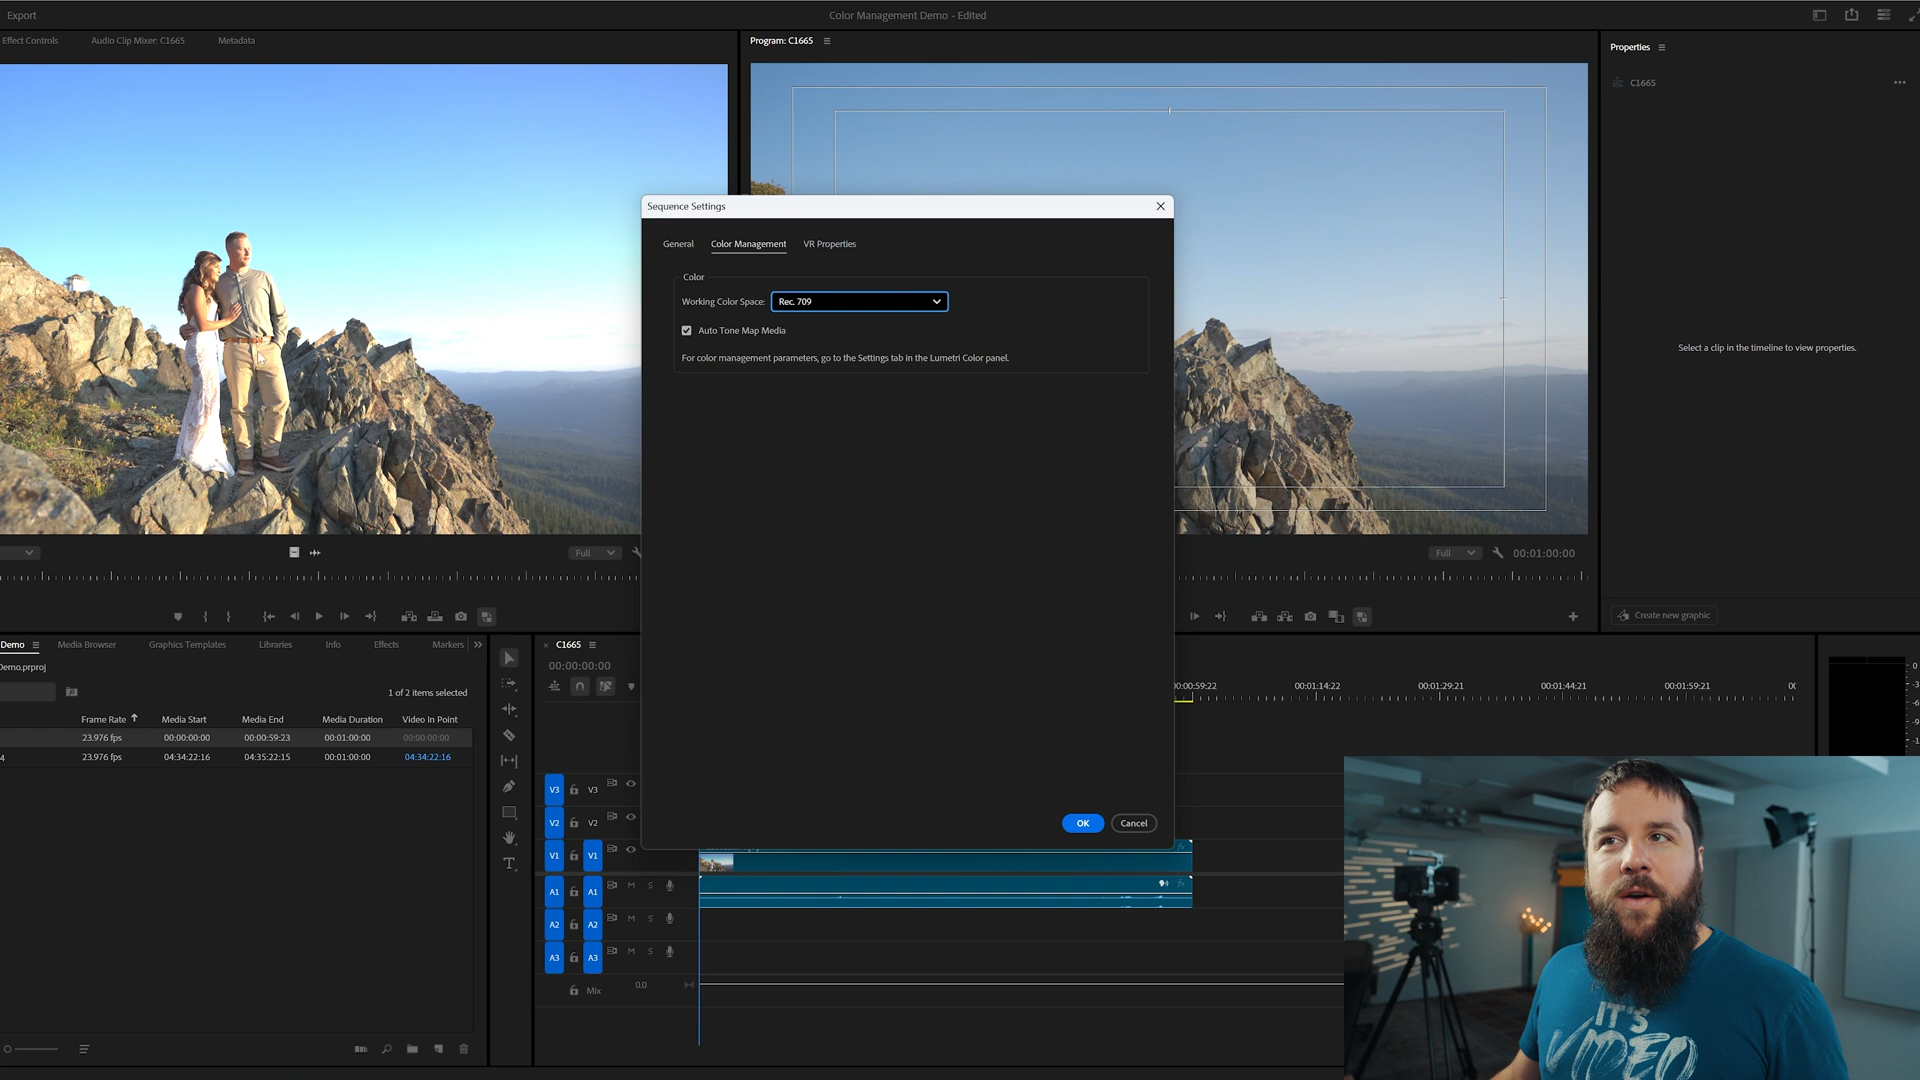 Export
Color Management Demo - Edited
Effect Controls
Audio Clip Mixer: C1665
Metadata
Program: C1665
Properties
C1665
Sequence Settings
General
Color Management
VR Properties
Color
Working Color Space:
Rec. 709
Auto Tone Map Media
For color management parameters, go to the Settings tab in the Lumetri Color panel.
OK
Cancel
Select a clip in the timeline to view properties.
Full
Full
00:01:00:00
Create new graphic
Demo
Media Browser
Graphics Templates
Libraries
Info
Effects
Markers
Demo.prproj
1 of 2 items selected
Frame Rate
Media Start
Media End
Media Duration
Video In Point
23.976 fps
00:00:00:00
00:00:59:23
00:01:00:00
00:00:00:00
4
23.976 fps
04:34:22:16
04:35:22:15
00:01:00:00
04:34:22:16
C1665
00:00:00:00
00:00:59:22
00:01:14:22
00:01:29:21
00:01:44:21
00:01:59:21
0
-3
-6
-9
V3
V3
V2
V2
V1
V1
fx
A1
A1
M
S
fx
A2
A2
M
S
A3
A3
M
S
Mix
0.0
IT'S
VIDEO